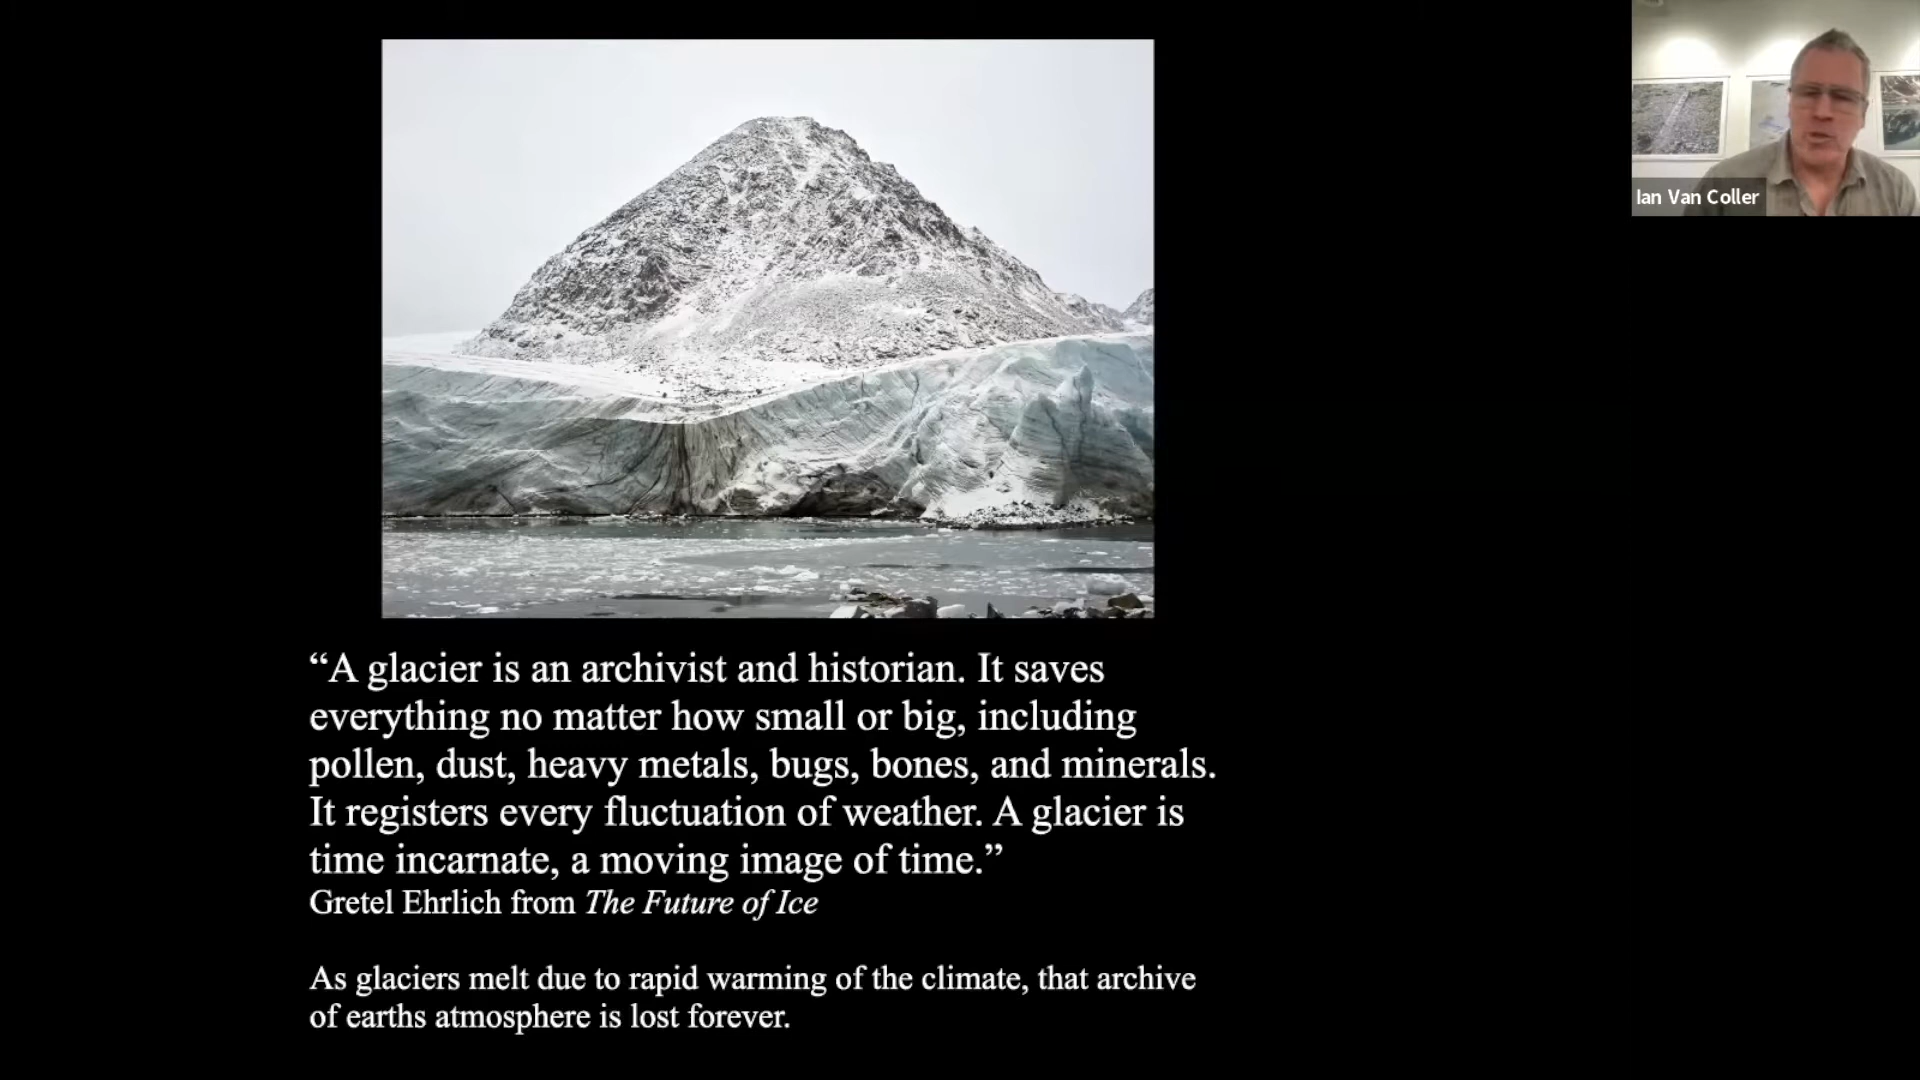 Ian Van Coller
“A glacier is an archivist and historian. It saves
everything no matter how small or big, including
pollen, dust, heavy metals, bugs, bones, and minerals.
It registers every fluctuation of weather. A glacier is
time incarnate, a moving image of time.”
Gretel Ehrlich from The Future of Ice
As glaciers melt due to rapid warming of the climate, that archive
of earths atmosphere is lost forever.